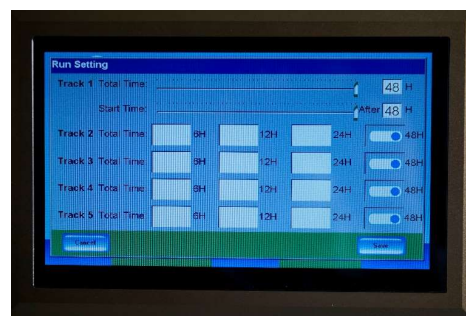 Run Setting
Track 1 Total Time: 48 H
Start Time: After 48 H
Track 2 Total Time 6H 12H 24H 48H
Track 3 Total Time 6H 12H 24H 48H
Track 4 Total Time 6H 12H 24H 48H
Track 5 Total Time 6H 12H 24H 48H
Cancel Save